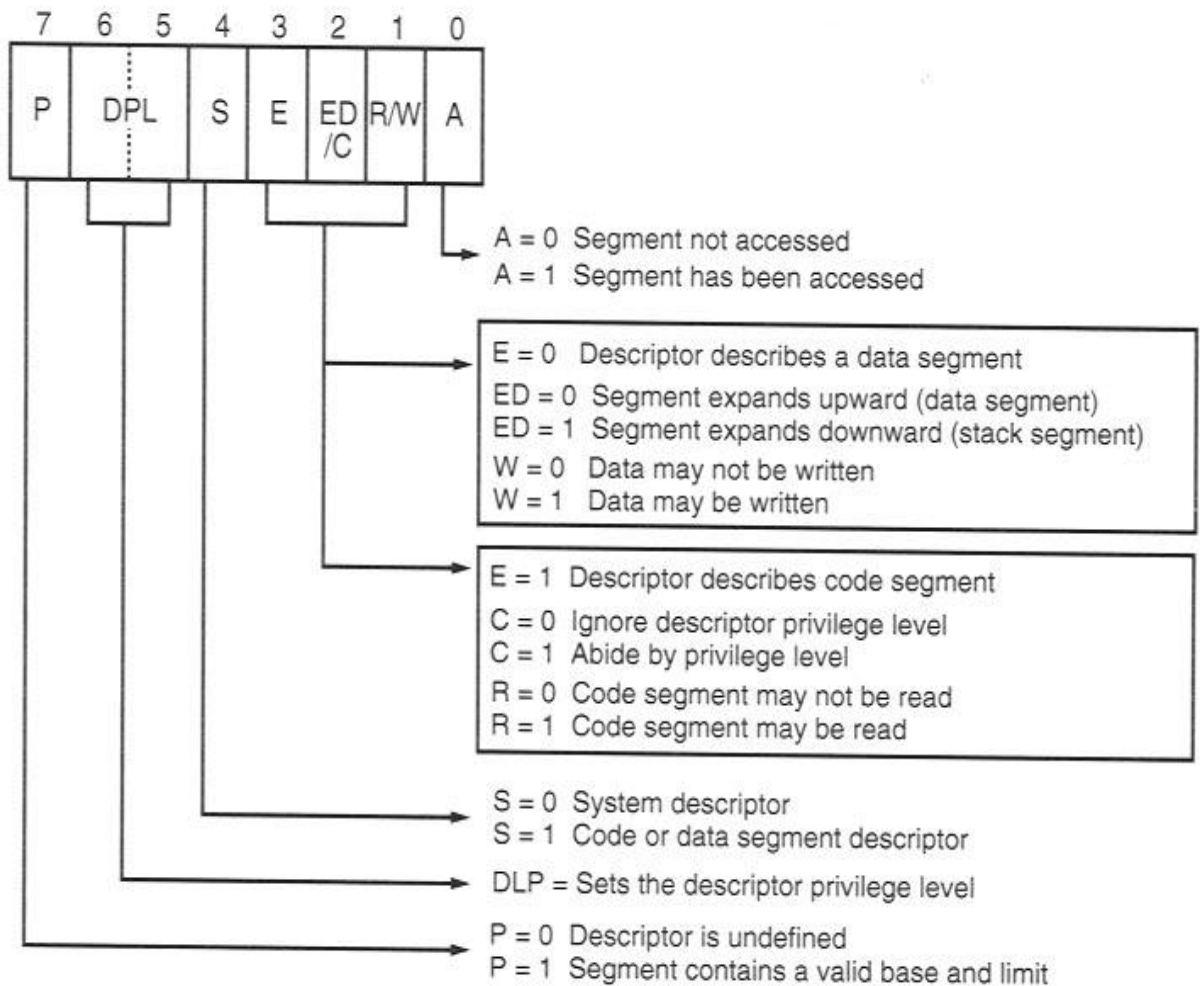 7 6 5 4 3 2 1 0
P DPL S E ED/C R/W A
A = 0 Segment not accessed
A = 1 Segment has been accessed
E = 0 Descriptor describes a data segment
ED = 0 Segment expands upward (data segment)
ED = 1 Segment expands downward (stack segment)
W = 0 Data may not be written
W = 1 Data may be written
E = 1 Descriptor describes code segment
C = 0 Ignore descriptor privilege level
C = 1 Abide by privilege level
R = 0 Code segment may not be read
R = 1 Code segment may be read
S = 0 System descriptor
S = 1 Code or data segment descriptor
DLP = Sets the descriptor privilege level
P = 0 Descriptor is undefined
P = 1 Segment contains a valid base and limit